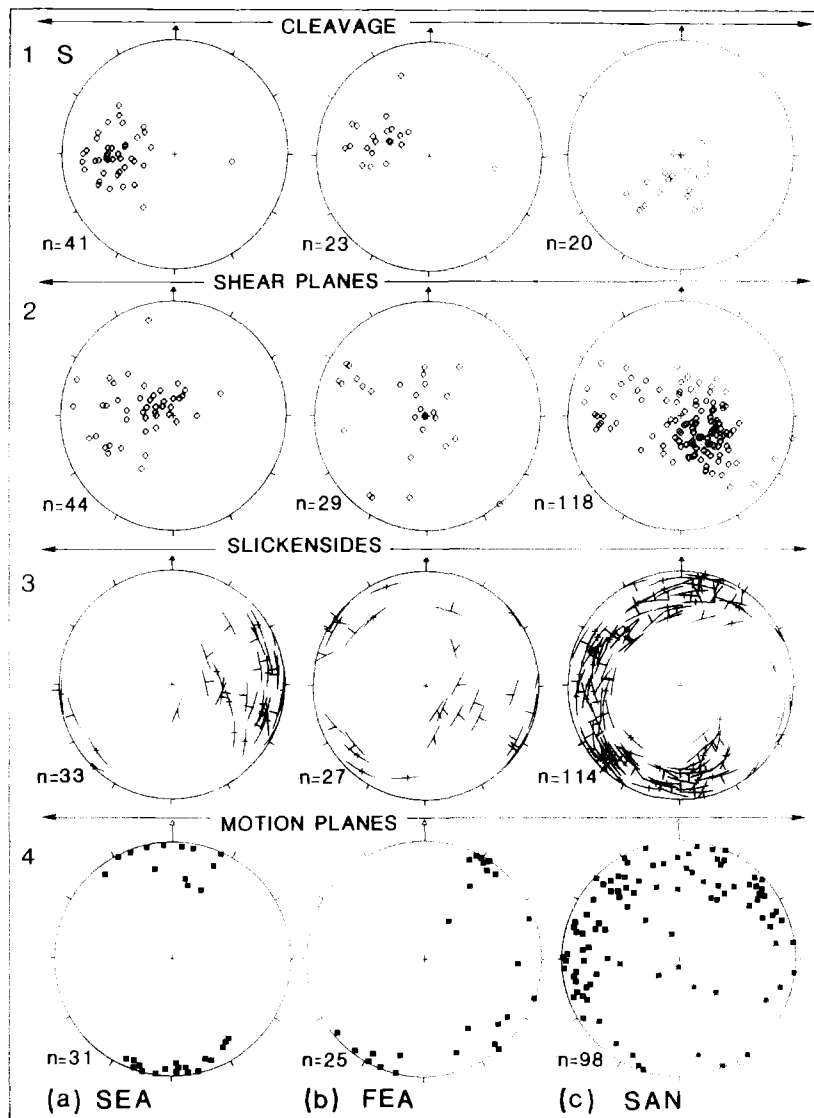 CLEAVAGE
1 S
n=41 n=23 n=20
SHEAR PLANES
2
n=44 n=29 n=118
SLICKENSIDES
3
n=33 n=27 n=114
MOTION PLANES
4
n=31 n=25 n=98
(a) SEA (b) FEA (c) SAN